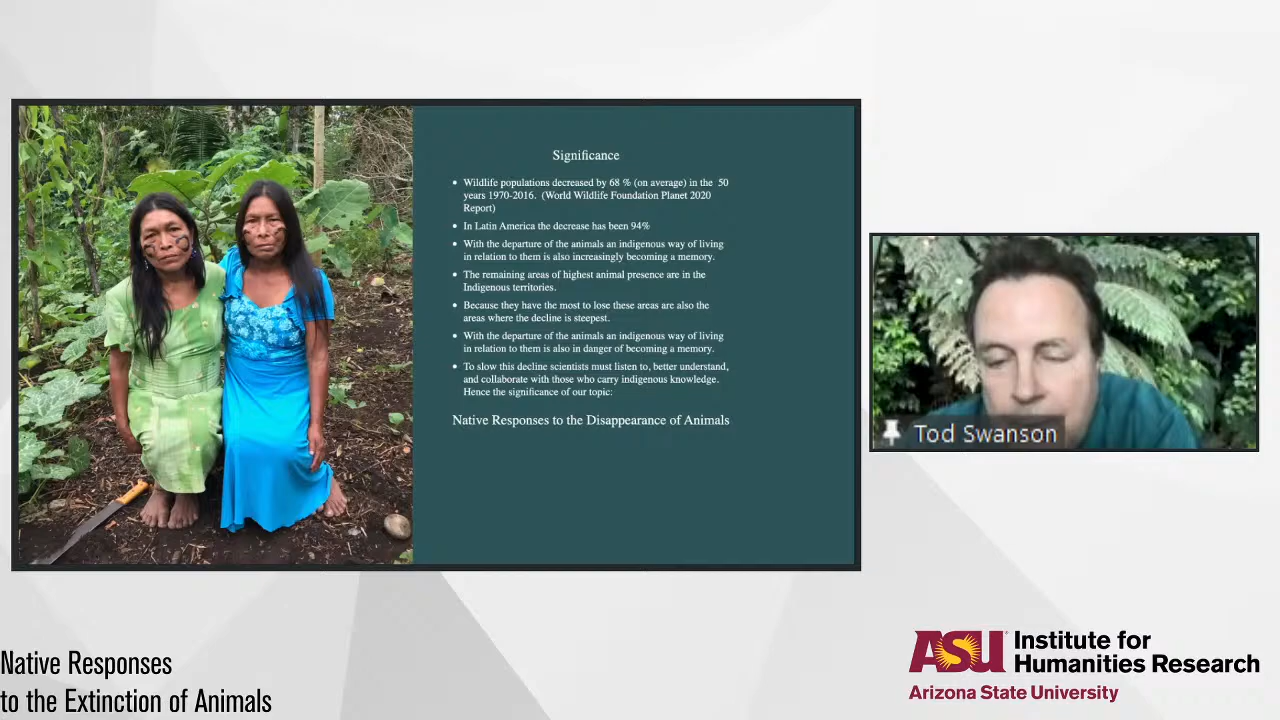 Significance
• Wildlife populations decreased by 68 % (on average) in the 50
years 1970-2016. (World Wildlife Foundation Planet 2020
Report)
• In Latin America the decrease has been 94%
• With the departure of the animals an indigenous way of living
in relation to them is also increasingly becoming a memory.
• The remaining areas of highest animal presence are in the
Indigenous territories.
• Because they have the most to lose these areas are also the
areas where the decline is steepest.
• With the departure of the animals an indigenous way of living
in relation to them is also in danger of becoming a memory.
• To slow this decline scientists must listen to, better understand,
and collaborate with those who carry indigenous knowledge.
Hence the significance of our topic:
Native Responses to the Disappearance of Animals
Tod Swanson
Native Responses
to the Extinction of Animals
ASU Institute for
Humanities Research
Arizona State University